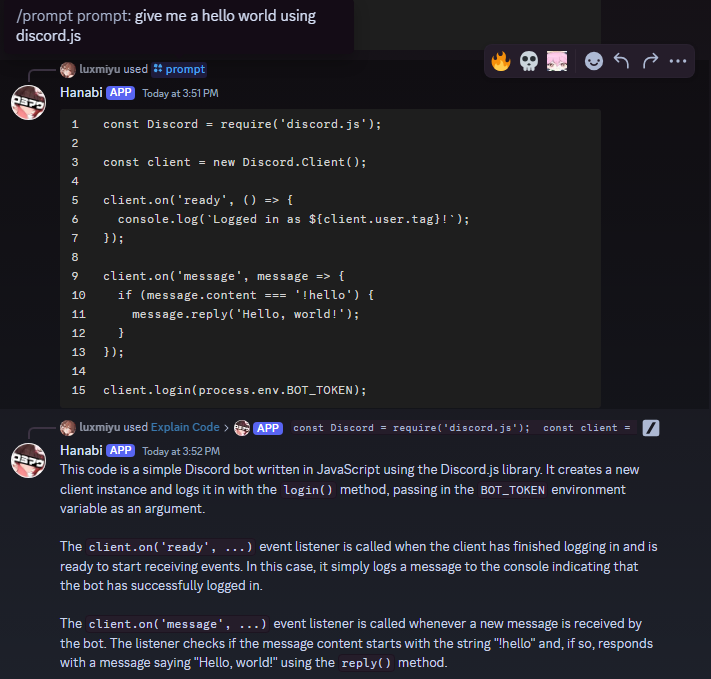 /prompt prompt: give me a hello world using
discord.js
luxmiyu used prompt
Hanabi APP Today at 3:51 PM
1 const Discord = require('discord.js');
2
3 const client = new Discord.Client();
4
5 client.on('ready', () => {
6 console.log(`Logged in as ${client.user.tag}!`);
7 });
8
9 client.on('message', message => {
10 if (message.content === '!hello') {
11 message.reply('Hello, world!');
12 }
13 });
14
15 client.login(process.env.BOT_TOKEN);
luxmiyu used Explain Code › APP const Discord = require('discord.js'); const client =
Hanabi APP Today at 3:52 PM
This code is a simple Discord bot written in JavaScript using the Discord.js library. It creates a new
client instance and logs it in with the login() method, passing in the BOT_TOKEN environment
variable as an argument.
The client.on('ready', ...) event listener is called when the client has finished logging in and is
ready to start receiving events. In this case, it simply logs a message to the console indicating that
the bot has successfully logged in.
The client.on('message', ...) event listener is called whenever a new message is received by
the bot. The listener checks if the message content starts with the string "!hello" and, if so, responds
with a message saying "Hello, world!" using the reply() method.